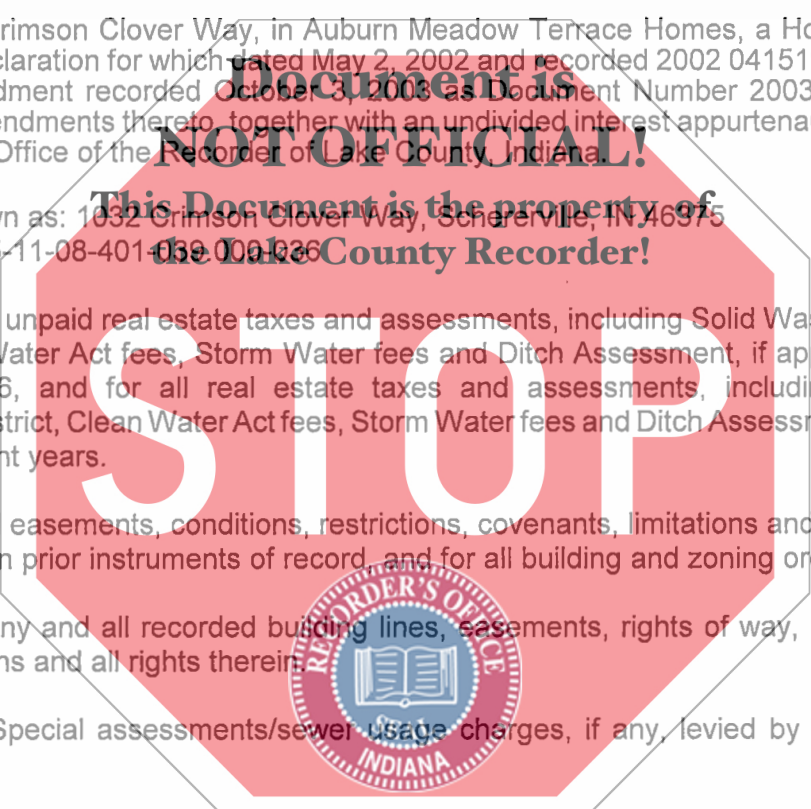 rimson Clover Way, in Auburn Meadow Terrace Homes, a Ho
claration for which dated May 2, 2002 and recorded 2002 04151
Document is
dment recorded October 3, 2003 as Document Number 2003
endments thereto, together with an undivided interest appurtena
NOT OFFICIAL!
Office of the Recorder of Lake County, Indiana.
This Document is the property of
wn as: 1032 Crimson Clover Way, Schererville, IN 46375
-11-08-401-039.000-036
the Lake County Recorder!
unpaid real estate taxes and assessments, including Solid Wa
Water Act fees, Storm Water fees and Ditch Assessment, if ap
6, and for all real estate taxes and assessments, includi
strict, Clean Water Act fees, Storm Water fees and Ditch Assessm
nt years.
STOP
easements, conditions, restrictions, covenants, limitations and
n prior instruments of record, and for all building and zoning or
RECORDER'S OFFICE
ny and all recorded building lines, easements, rights of way,
ns and all rights therein.
SEAL
Special assessments/sewer usage charges, if any, levied by
INDIANA